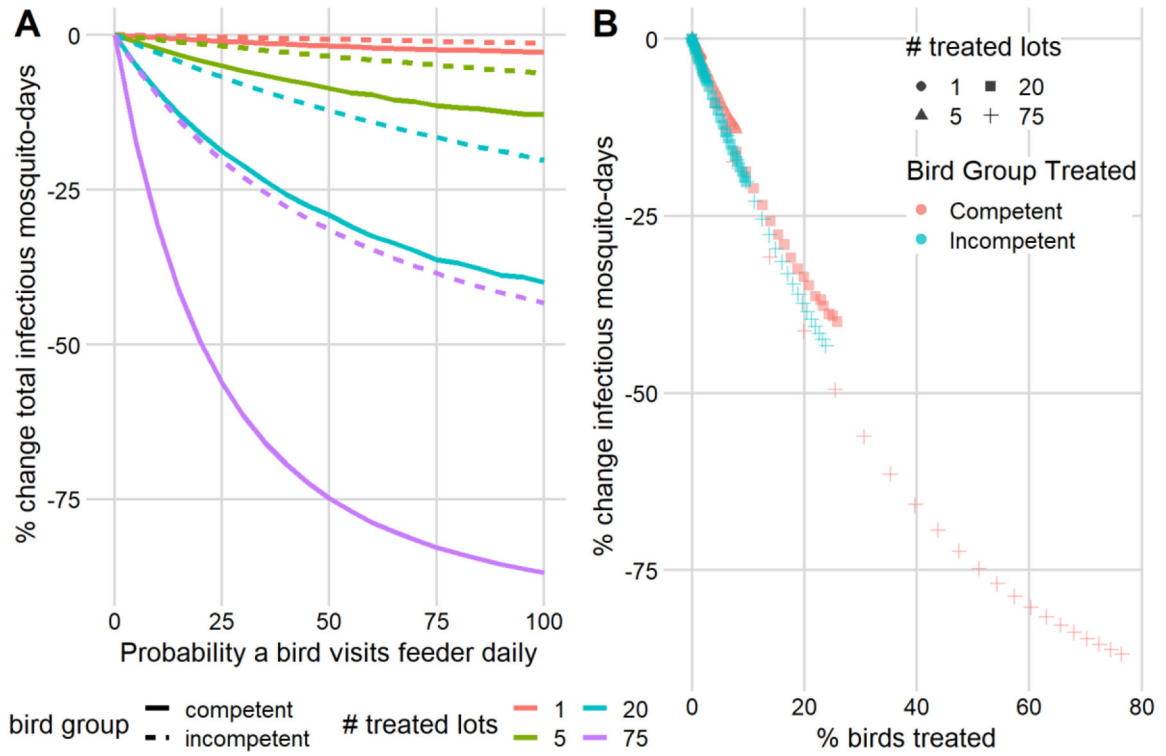 A
% change total infectious mosquito-days
0
-25
-50
-75
0 25 50 75 100
Probability a bird visits feeder daily
bird group
competent
incompetent
# treated lots
1 20
5 75
B
% change infectious mosquito-days
0
-25
-50
-75
0 20 40 60 80
% birds treated
# treated lots
1 20
5 75
Bird Group Treated
Competent
Incompetent